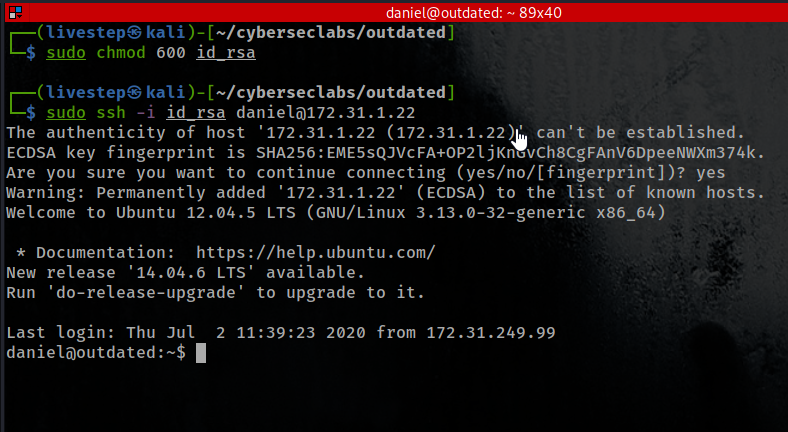 daniel@outdated: ~ 89x40
┌──(livestep㉿kali)-[~/cyberseclabs/outdated]
└─$ sudo chmod 600 id_rsa
┌──(livestep㉿kali)-[~/cyberseclabs/outdated]
└─$ sudo ssh -i id_rsa daniel@172.31.1.22
The authenticity of host '172.31.1.22 (172.31.1.22)' can't be established.
ECDSA key fingerprint is
Are you sure you want to continue connecting (yes/no/[fingerprint])? yes
Warning: Permanently added '172.31.1.22' (ECDSA) to the list of known hosts.
Welcome to Ubuntu 12.04.5 LTS (GNU/Linux 3.13.0-32-generic x86_64)
* Documentation:  https://help.ubuntu.com/
New release '14.04.6 LTS' available.
Run 'do-release-upgrade' to upgrade to it.
Last login: Thu Jul  2 11:39:23 2020 from 172.31.249.99
daniel@outdated:~$